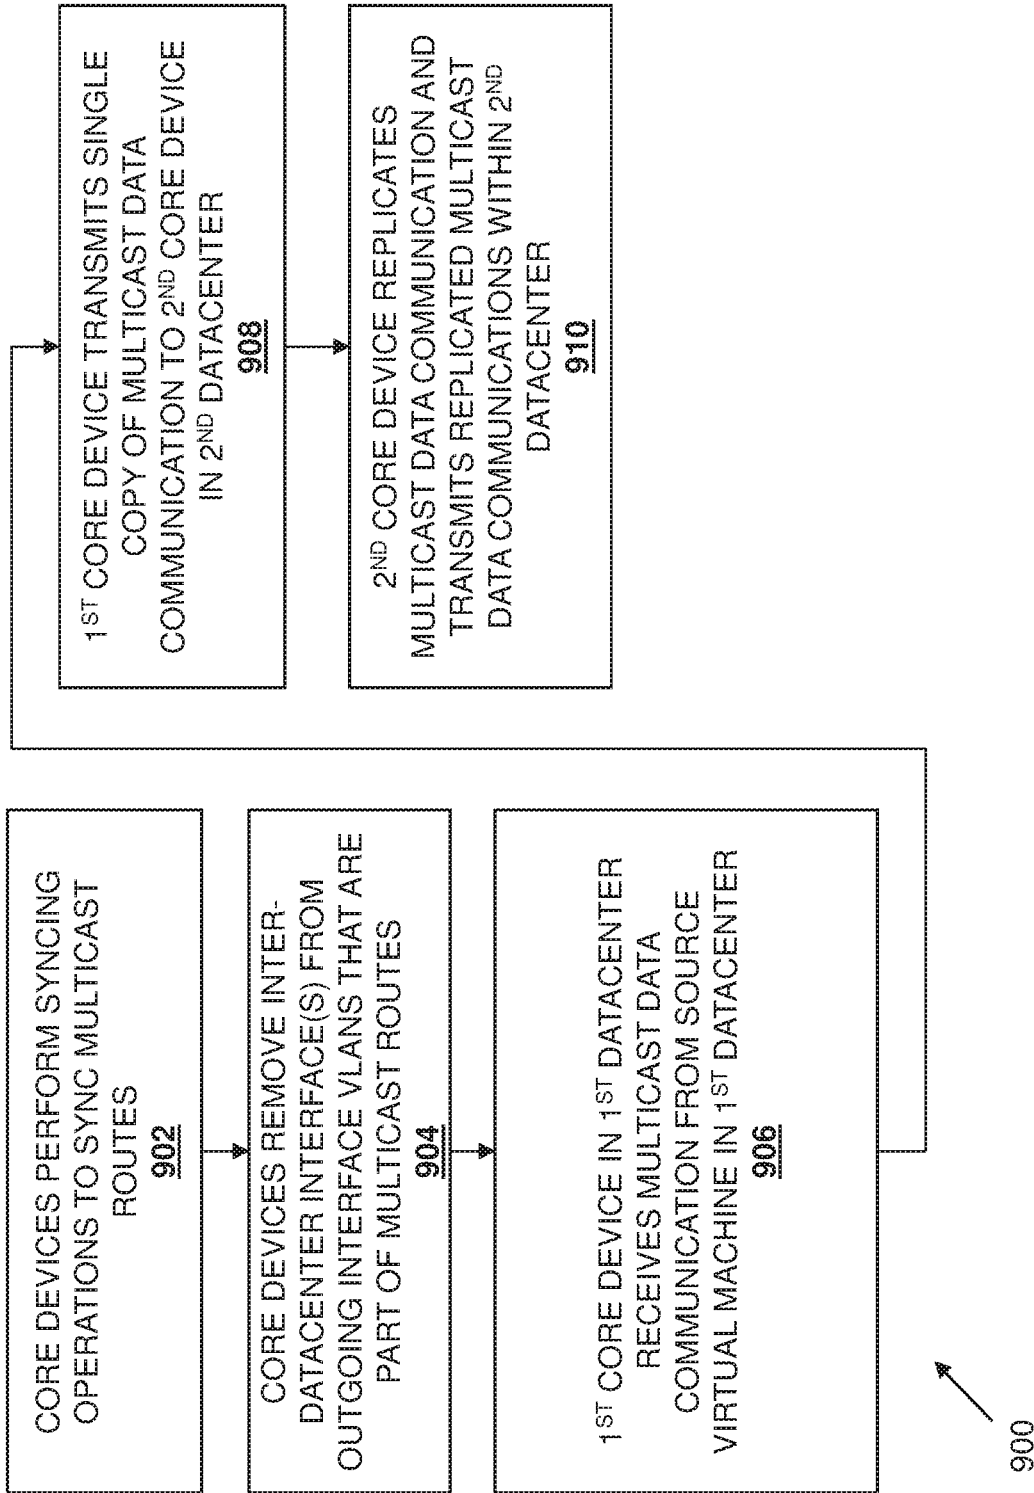 CORE DEVICES PERFORM SYNCING
OPERATIONS TO SYNC MULTICAST
ROUTES
902
CORE DEVICES REMOVE INTER-
DATACENTER INTERFACE(S) FROM
OUTGOING INTERFACE VLANS THAT ARE
PART OF MULTICAST ROUTES
904
1ST CORE DEVICE IN 1ST DATACENTER
RECEIVES MULTICAST DATA
COMMUNICATION FROM SOURCE
VIRTUAL MACHINE IN 1ST DATACENTER
906
1ST CORE DEVICE TRANSMITS SINGLE
COPY OF MULTICAST DATA
COMMUNICATION TO 2ND CORE DEVICE
IN 2ND DATACENTER
908
2ND CORE DEVICE REPLICATES
MULTICAST DATA COMMUNICATION AND
TRANSMITS REPLICATED MULTICAST
DATA COMMUNICATIONS WITHIN 2ND
DATACENTER
910
900